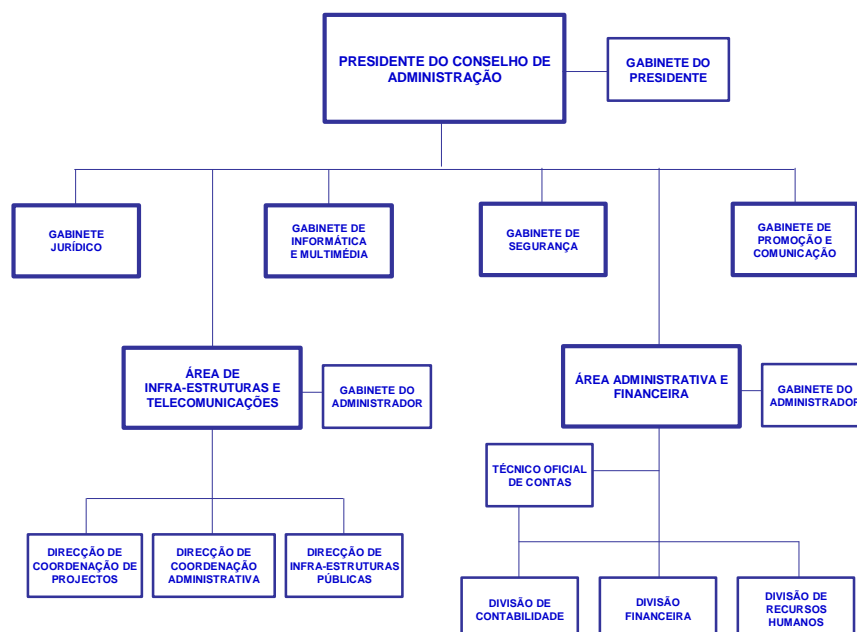 PRESIDENTE DO CONSELHO DE
ADMINISTRAÇÃO
GABINETE DO
PRESIDENTE
GABINETE
JURÍDICO
GABINETE DE
INFORMÁTICA
E MULTIMÉDIA
GABINETE DE
SEGURANÇA
GABINETE DE
PROMOÇÃO E
COMUNICAÇÃO
ÁREA DE
INFRA-ESTRUTURAS E
TELECOMUNICAÇÕES
GABINETE DO
ADMINISTRADOR
ÁREA ADMINISTRATIVA E
FINANCEIRA
GABINETE DO
ADMINISTRADOR
TÉCNICO OFICIAL
DE CONTAS
DIRECÇÃO DE
COORDENAÇÃO DE
PROJECTOS
DIRECÇÃO DE
COORDENAÇÃO
ADMINISTRATIVA
DIRECÇÃO DE
INFRA-ESTRUTURAS
PÚBLICAS
DIVISÃO DE
CONTABILIDADE
DIVISÃO
FINANCEIRA
DIVISÃO DE
RECURSOS
HUMANOS